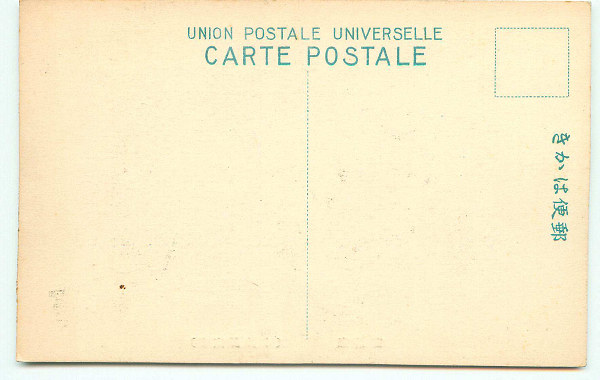 UNION POSTALE UNIVERSELLE
CARTE POSTALE
郵便はかき